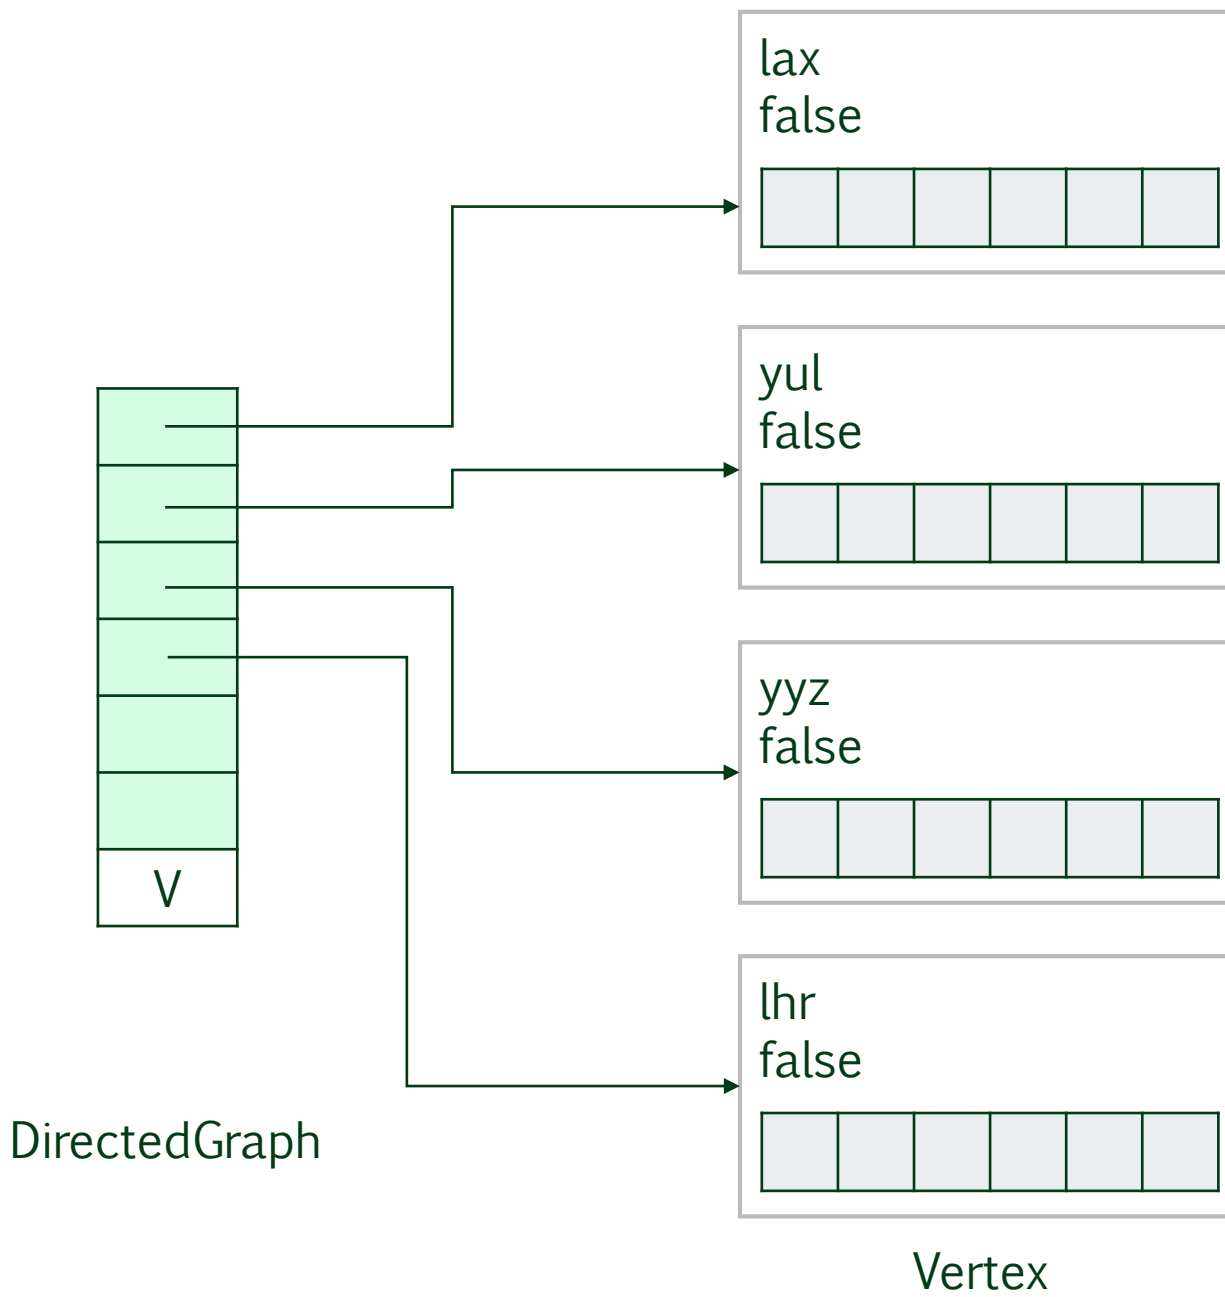 lax
false
yul
false
yyz
false
V
lhr
false
DirectedGraph
Vertex